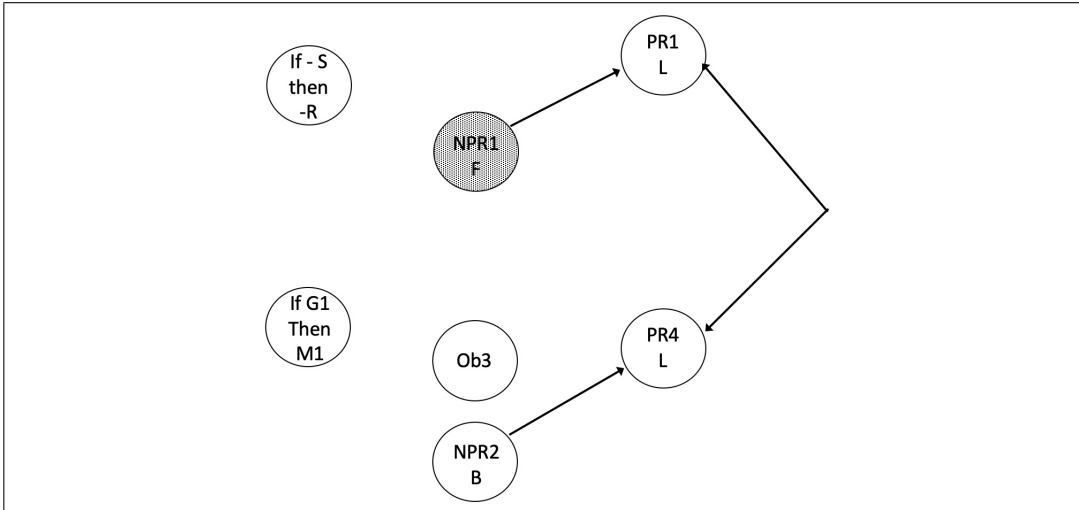 If - S
then
-R
NPR1
F
PR1
L
If G1
Then
M1
Ob3
NPR2
B
PR4
L